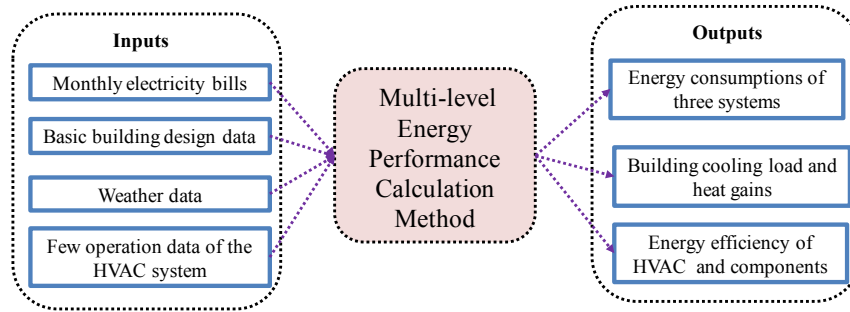 Inputs
Monthly electricity bills
Basic building design data
Weather data
Few operation data of the
HVAC system
Multi-level
Energy
Performance
Calculation
Method
Outputs
Energy consumptions of
three systems
Building cooling load and
heat gains
Energy efficiency of
HVAC and components